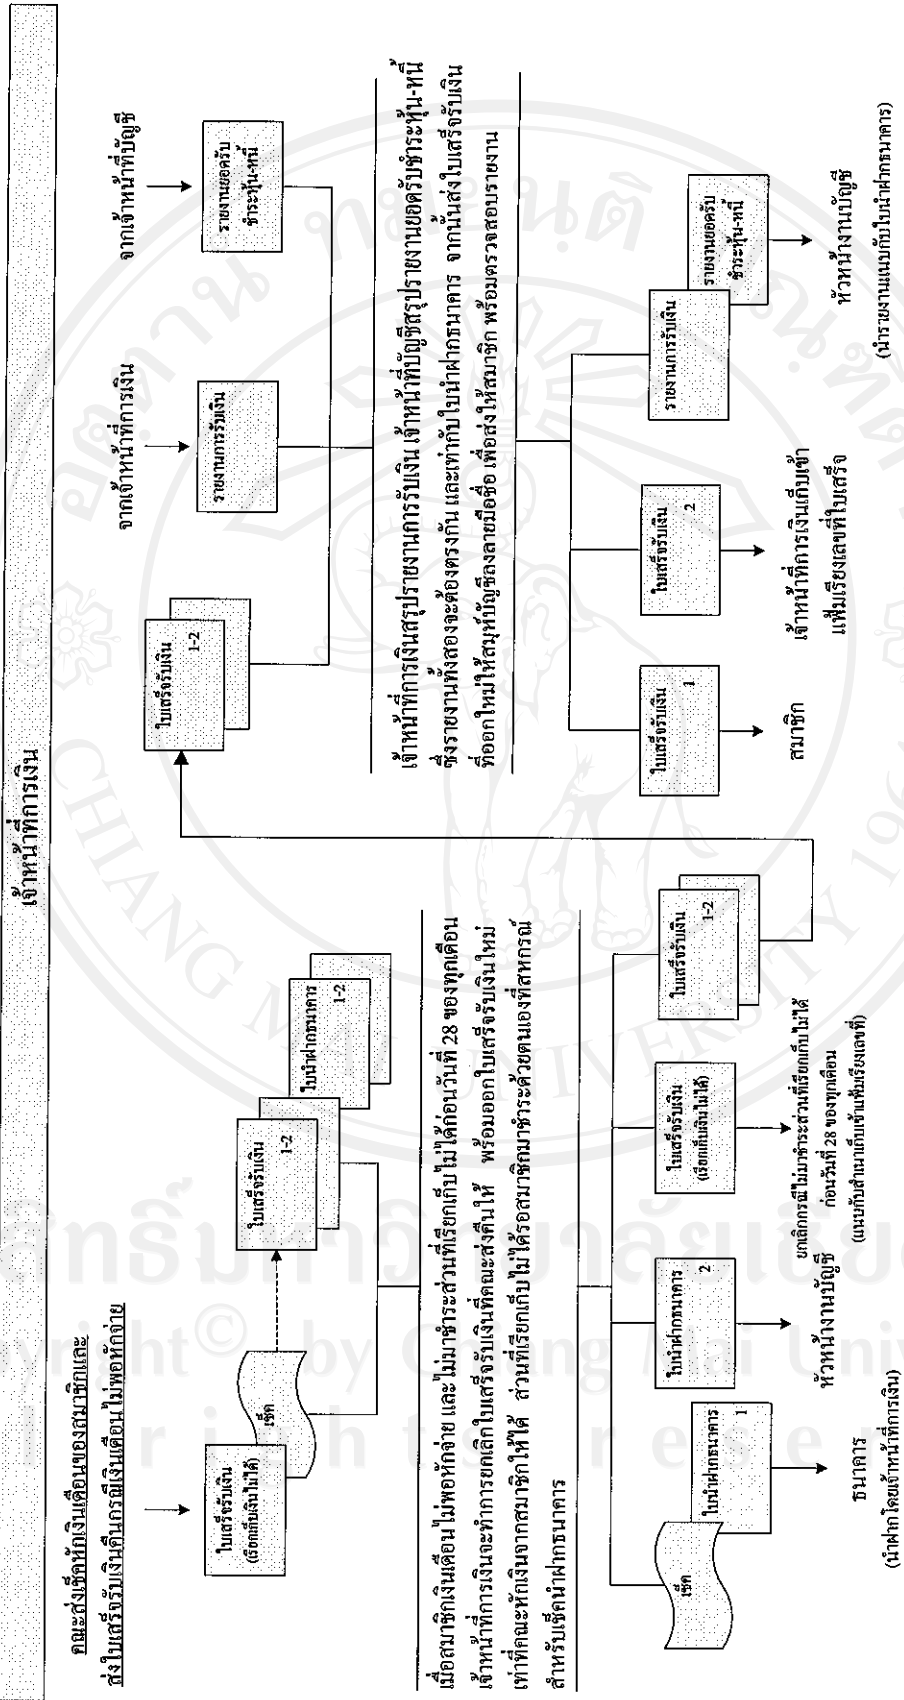 เจ้าหน้าที่การเงิน
คณะส่งเช็คหักเงินเดือนของสมาชิกและ
ส่งใบเสร็จรับเงินคืนกรณีเงินเดือนไม่พอหักจ่าย
ใบเสร็จรับเงิน
(เรียกเก็บเงินไม่ได้)
เช็ค
ใบเสร็จรับเงิน
1-2
ใบนำฝากธนาคาร
1-2
เมื่อสมาชิกเงินเดือนไม่พอหักจ่าย และไม่มาชำระส่วนที่เรียกเก็บไม่ได้ก่อนวันที่ 28 ของทุกเดือน
เจ้าหน้าที่การเงินจะทำการยกเลิกใบเสร็จรับเงินที่คณะส่งคืนให้ พร้อมออกใบเสร็จรับเงินใหม่
เท่าที่คณะหักเงินจากสมาชิกให้ได้ ส่วนที่เรียกเก็บไม่ได้รอสมาชิกมาชำระด้วยตนเองที่สหกรณ์
สำหรับเช็คนำฝากธนาคาร
เช็ค
ใบนำฝากธนาคาร
1
ธนาคาร
(นำฝากโดยเจ้าหน้าที่การเงิน)
ใบนำฝากธนาคาร
2
หัวหน้างานบัญชี
ใบเสร็จรับเงิน
(เรียกเก็บเงินไม่ได้)
ยกเลิกกรณีไม่มาชำระส่วนที่เรียกเก็บไม่ได้
ก่อนวันที่ 28 ของทุกเดือน
(แนบกับสำเนาเก็บเข้าแฟ้มเรียงเลขที่)
ใบเสร็จรับเงิน
1-2
ใบเสร็จรับเงิน
1-2
จากเจ้าหน้าที่การเงิน
รายงานการรับเงิน
จากเจ้าหน้าที่บัญชี
รายงานยอดรับ
ชำระหุ้น-หนี้
เจ้าหน้าที่การเงินสรุปรายงานการรับเงิน เจ้าหน้าที่บัญชีสรุปรายงานยอดรับชำระหุ้น-หนี้
ซึ่งรายงานทั้งสองจะต้องตรงกัน และเท่ากับใบนำฝากธนาคาร จากนั้นส่งใบเสร็จรับเงิน
ที่ออกใหม่ให้สมุห์บัญชีลงลายมือชื่อ เพื่อส่งให้สมาชิก พร้อมตรวจสอบรายงาน
ใบเสร็จรับเงิน
1
สมาชิก
ใบเสร็จรับเงิน
2
เจ้าหน้าที่การเงินเก็บเข้า
แฟ้มเรียงเลขที่ใบเสร็จ
รายงานการรับเงิน
รายงานยอดรับ
ชำระหุ้น-หนี้
หัวหน้างานบัญชี
(นำรายงานแนบกับใบนำฝากธนาคาร)
CHIANG MAI UNIVERSITY 1964